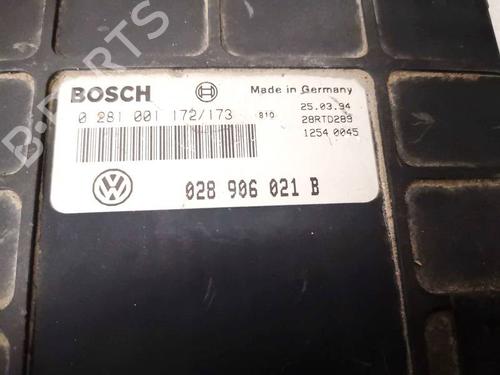 B-PARTS
BOSCH
Made in Germany
0 281 001 172/173
810
25.03.94
28RTD289
1254 0045
028 906 021 B